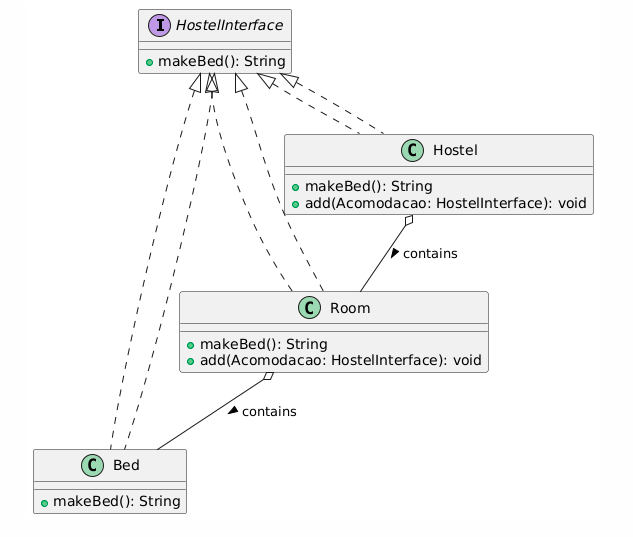 I HostelInterface
makeBed(): String
C Hostel
makeBed(): String
add(Acomodacao: HostelInterface): void
contains
C Room
makeBed(): String
add(Acomodacao: HostelInterface): void
contains
C Bed
makeBed(): String